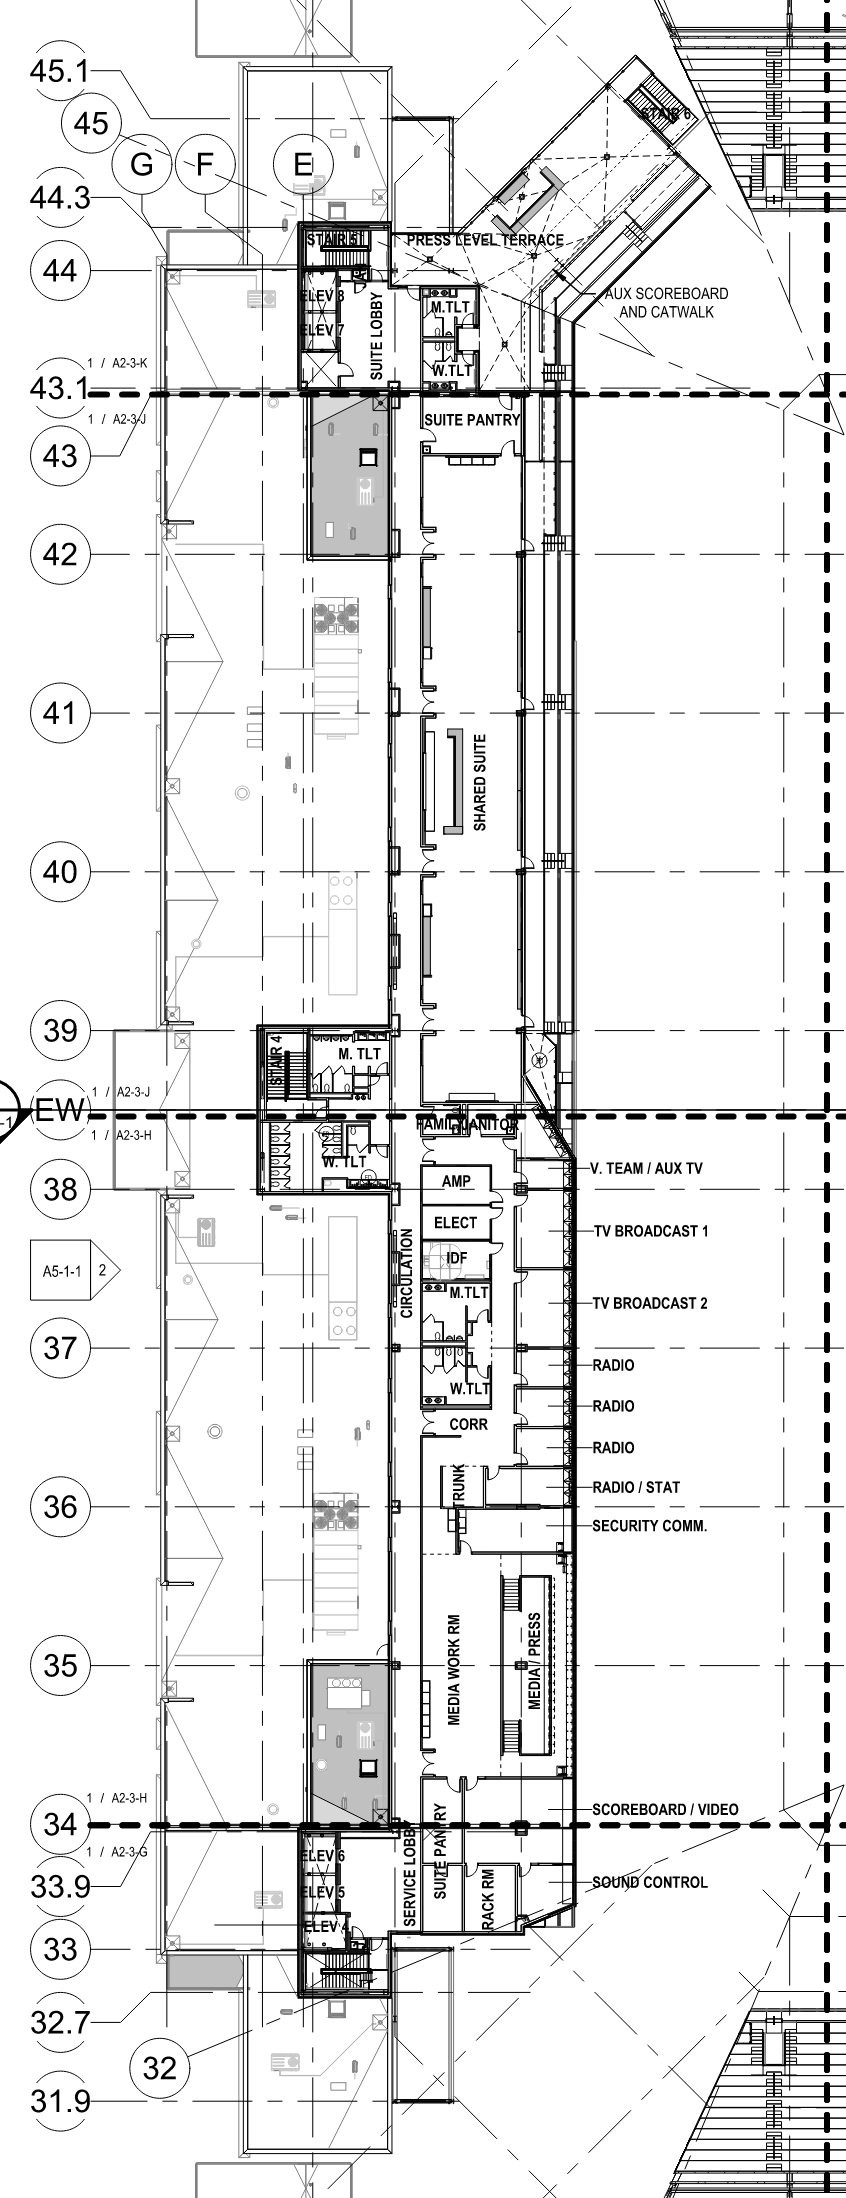 45.1
STAIR 6
45
G
F
E
44.3
STAIR 5
PRESS LEVEL TERRACE
44
ELEV 8
AUX SCOREBOARD
AND CATWALK
M.TLT
ELEV 7
SUITE LOBBY
1 / A2-3-K
W.TLT
43.1
1 / A2-3-J
SUITE PANTRY
43
42
41
SHARED SUITE
40
39
STAIR 4
M. TLT
1 / A2-3-J
EW
-1
FAMILY
JANITOR
1 / A2-3-H
W. TLT
V. TEAM / AUX TV
38
AMP
ELECT
TV BROADCAST 1
A5-1-1
2
IDF
CIRCULATION
M.TLT
TV BROADCAST 2
37
RADIO
W.TLT
RADIO
CORR
RADIO
TRUNK
RADIO / STAT
36
SECURITY COMM.
35
MEDIA WORK RM
MEDIA / PRESS
1 / A2-3-H
34
SCOREBOARD / VIDEO
SUITE PANTRY
1 / A2-3-G
ELEV 6
33.9
ELEV 5
SERVICE LOBBY
RACK RM
SOUND CONTROL
ELEV 4
33
32.7
32
31.9